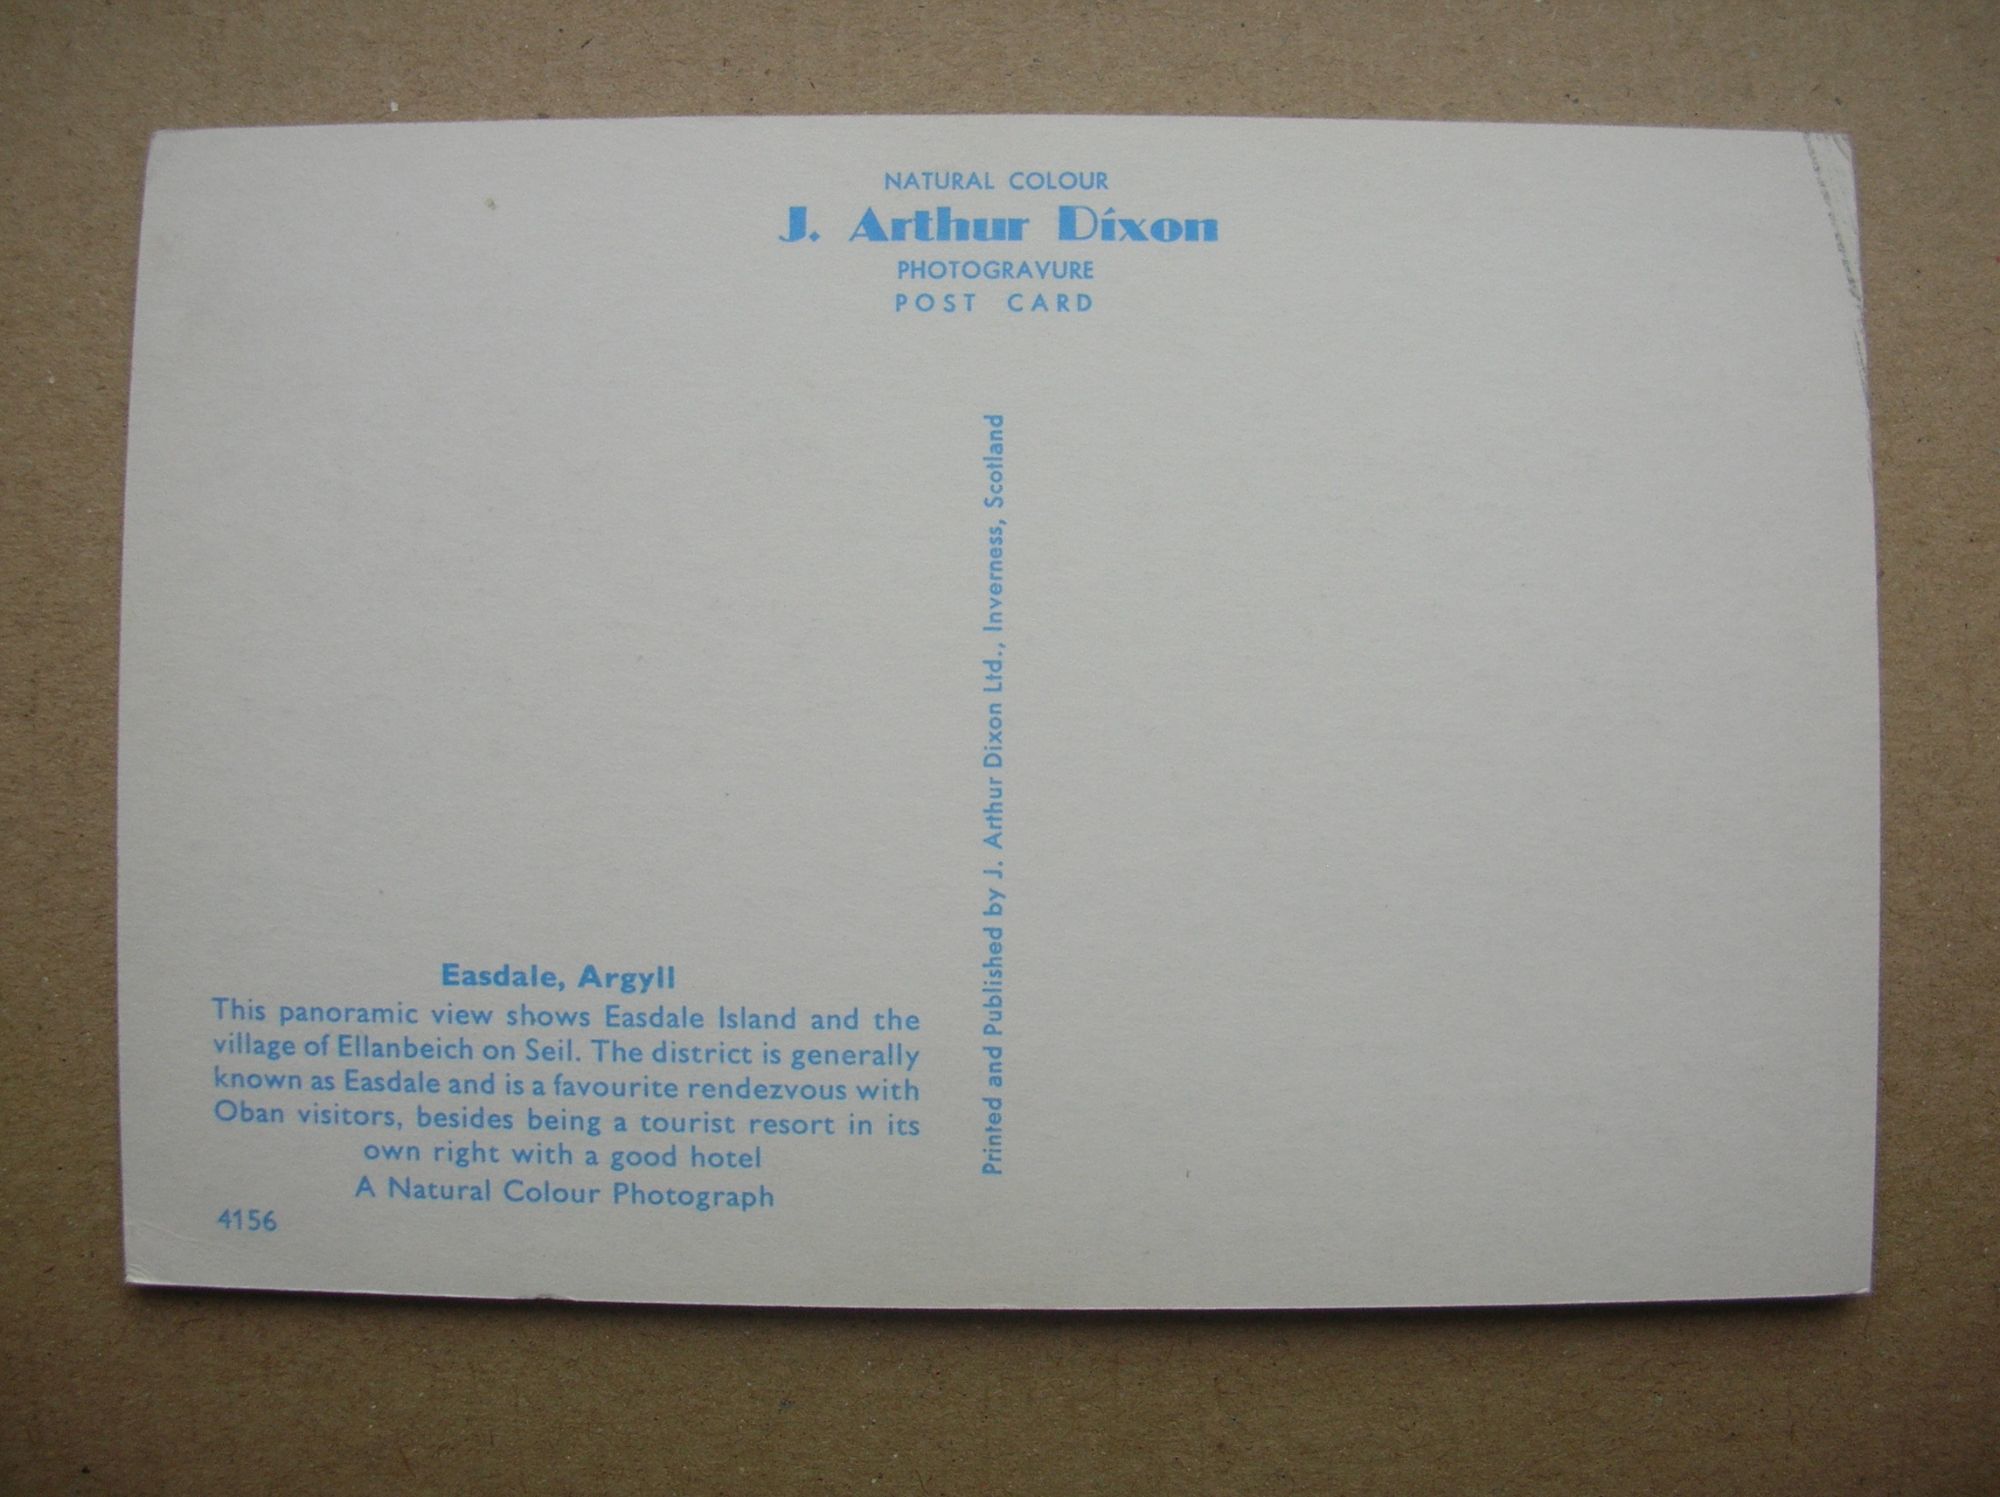 NATURAL COLOUR
J. Arthur Dixon
PHOTOGRAVURE
POST CARD
Printed and Published by J. Arthur Dixon Ltd., Inverness, Scotland
Easdale, Argyll
This panoramic view shows Easdale Island and the
village of Ellanbeich on Seil. The district is generally
known as Easdale and is a favourite rendezvous with
Oban visitors, besides being a tourist resort in its
own right with a good hotel
A Natural Colour Photograph
4156